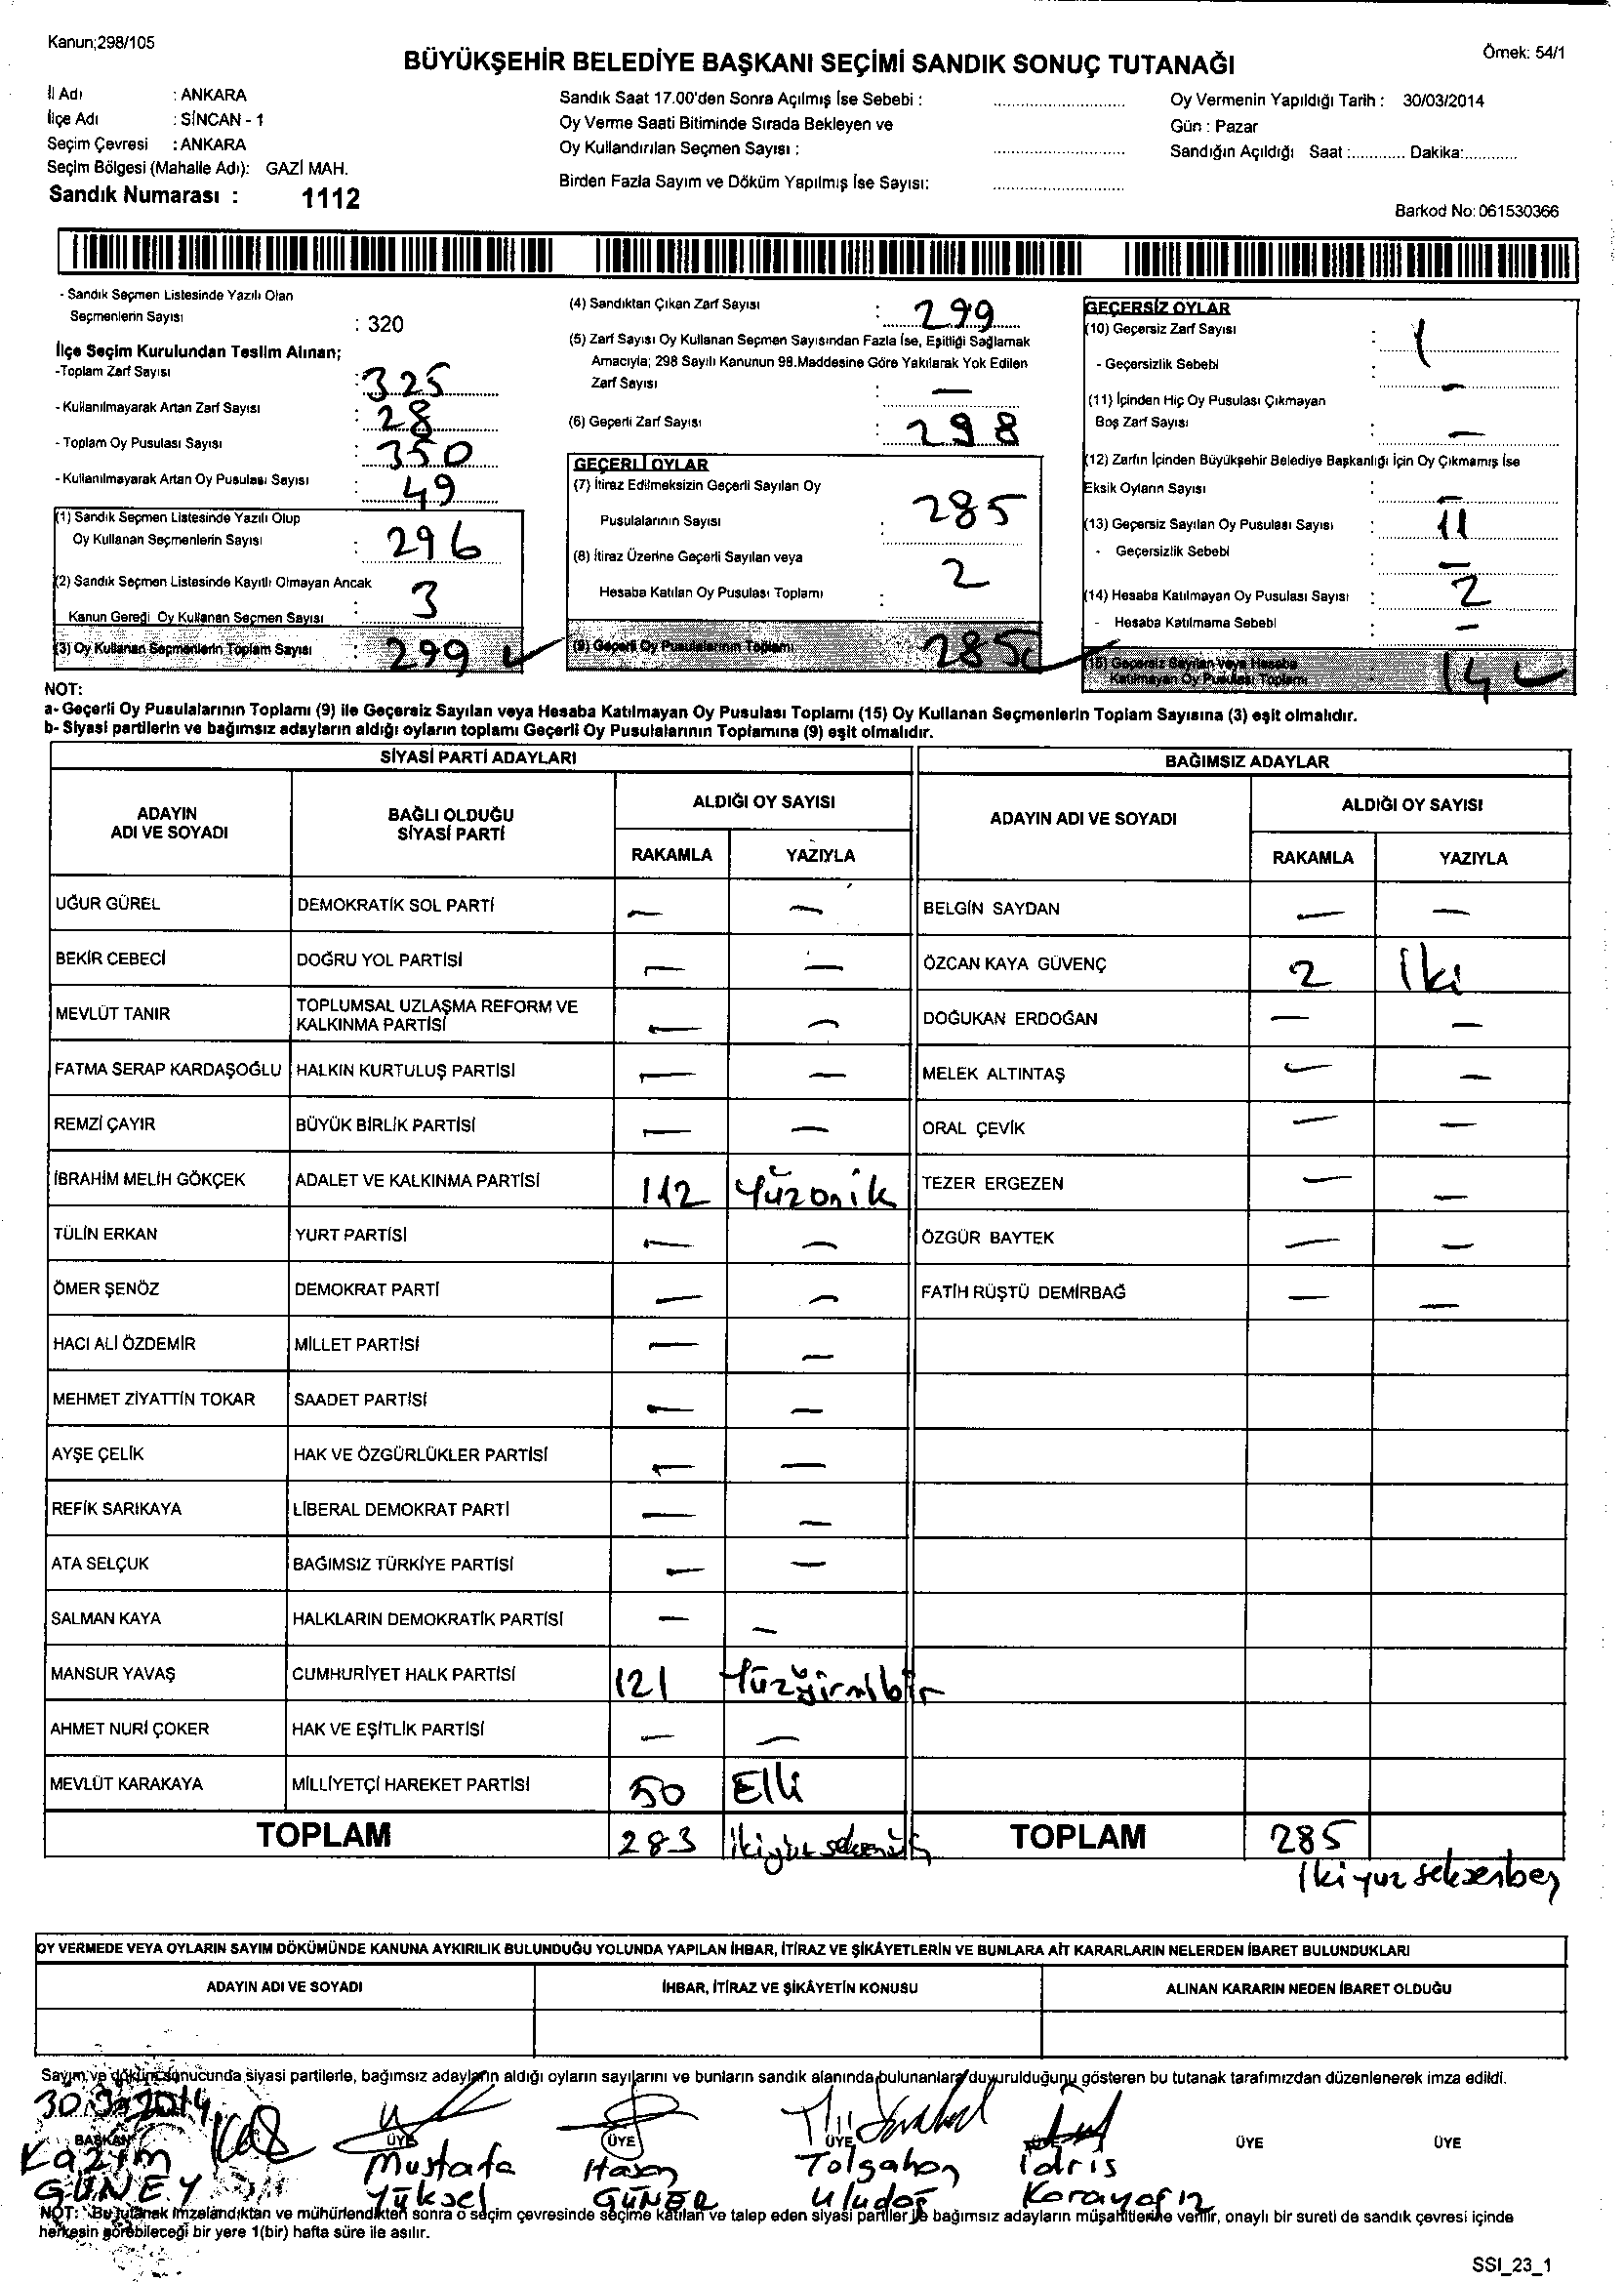 Kanun;298/105
Örnek: 54/1
BÜYÜKŞEHİR BELEDİYE BAŞKANI SEÇİMİ SANDIK SONUÇ TUTANAĞI
İl Adı : ANKARA
İlçe Adı : SİNCAN - 1
Seçim Çevresi : ANKARA
Seçim Bölgesi (Mahalle Adı): GAZİ MAH.
Sandık Numarası : 1112
Sandık Saat 17.00'den Sonra Açılmış İse Sebebi :
Oy Verme Saati Bitiminde Sırada Bekleyen ve
Oy Kullandırılan Seçmen Sayısı :
Birden Fazla Sayım ve Döküm Yapılmış İse Sayısı:
Oy Vermenin Yapıldığı Tarih : 30/03/2014
Gün : Pazar
Sandığın Açıldığı Saat :............ Dakika:............
Barkod No: 061530366
- Sandık Seçmen Listesinde Yazılı Olan
Seçmenlerin Sayısı : 320
İlçe Seçim Kurulundan Teslim Alınan;
-Toplam Zarf Sayısı : 325
- Kullanılmayarak Artan Zarf Sayısı : 28
- Toplam Oy Pusulası Sayısı : 350
- Kullanılmayarak Artan Oy Pusulası Sayısı : 49
(1) Sandık Seçmen Listesinde Yazılı Olup
Oy Kullanan Seçmenlerin Sayısı : 296
(2) Sandık Seçmen Listesinde Kayıtlı Olmayan Ancak
Kanun Gereği Oy Kullanan Seçmen Sayısı : 3
(3) Oy Kullanan Seçmenlerin Toplam Sayısı : 299
(4) Sandıktan Çıkan Zarf Sayısı : 299
(5) Zarf Sayısı Oy Kullanan Seçmen Sayısından Fazla İse, Eşitliği Sağlamak
Amacıyla; 298 Sayılı Kanunun 98.Maddesine Göre Yakılarak Yok Edilen
Zarf Sayısı : —
(6) Geçerli Zarf Sayısı : 298
GEÇERLİ OYLAR
(7) İtiraz Edilmeksizin Geçerli Sayılan Oy
Pusulalarının Sayısı : 285
(8) İtiraz Üzerine Geçerli Sayılan veya
Hesaba Katılan Oy Pusulası Toplamı : 2
(9) Geçerli Oy Pusulalarının Toplamı 285
GEÇERSİZ OYLAR
(10) Geçersiz Zarf Sayısı : 1
- Geçersizlik Sebebi : —
(11) İçinden Hiç Oy Pusulası Çıkmayan
Boş Zarf Sayısı : —
(12) Zarfın İçinden Büyükşehir Belediye Başkanlığı İçin Oy Çıkmamış İse
Eksik Oyların Sayısı : —
(13) Geçersiz Sayılan Oy Pusulası Sayısı : 11
- Geçersizlik Sebebi : —
(14) Hesaba Katılmayan Oy Pusulası Sayısı : 2
- Hesaba Katılmama Sebebi : —
(15) Geçersiz Sayılan veya Hesaba
Katılmayan Oy Pusulası Toplamı 14
NOT:
a- Geçerli Oy Pusulalarının Toplamı (9) ile Geçersiz Sayılan veya Hesaba Katılmayan Oy Pusulası Toplamı (15) Oy Kullanan Seçmenlerin Toplam Sayısına (3) eşit olmalıdır.
b- Siyasi partilerin ve bağımsız adayların aldığı oyların toplamı Geçerli Oy Pusulalarının Toplamına (9) eşit olmalıdır.
SİYASİ PARTİ ADAYLARI
ADAYIN ADI VE SOYADI BAĞLI OLDUĞU SİYASİ PARTİ ALDIĞI OY SAYISI
RAKAMLA YAZIYLA
UĞUR GÜREL DEMOKRATİK SOL PARTİ — —
BEKİR CEBECİ DOĞRU YOL PARTİSİ — —
MEVLÜT TANIR TOPLUMSAL UZLAŞMA REFORM VE KALKINMA PARTİSİ — —
FATMA SERAP KARDAŞOĞLU HALKIN KURTULUŞ PARTİSİ — —
REMZİ ÇAYIR BÜYÜK BİRLİK PARTİSİ — —
İBRAHİM MELİH GÖKÇEK ADALET VE KALKINMA PARTİSİ 112 Yüzonik
TÜLİN ERKAN YURT PARTİSİ — —
ÖMER ŞENÖZ DEMOKRAT PARTİ — —
HACI ALİ ÖZDEMİR MİLLET PARTİSİ — —
MEHMET ZİYATTİN TOKAR SAADET PARTİSİ — —
AYŞE ÇELİK HAK VE ÖZGÜRLÜKLER PARTİSİ — —
REFİK SARIKAYA LİBERAL DEMOKRAT PARTİ — —
ATA SELÇUK BAĞIMSIZ TÜRKİYE PARTİSİ — —
SALMAN KAYA HALKLARIN DEMOKRATİK PARTİSİ — —
MANSUR YAVAŞ CUMHURİYET HALK PARTİSİ 121 Yüzyirmibir
AHMET NURİ ÇOKER HAK VE EŞİTLİK PARTİSİ — —
MEVLÜT KARAKAYA MİLLİYETÇİ HAREKET PARTİSİ 50 Elli
TOPLAM 283 ikiyüz seksenüç
BAĞIMSIZ ADAYLAR
ADAYIN ADI VE SOYADI ALDIĞI OY SAYISI
RAKAMLA YAZIYLA
BELGİN SAYDAN — —
ÖZCAN KAYA GÜVENÇ 2 İki
DOĞUKAN ERDOĞAN — —
MELEK ALTINTAŞ — —
ORAL ÇEVİK — —
TEZER ERGEZEN — —
ÖZGÜR BAYTEK — —
FATİH RÜŞTÜ DEMİRBAĞ — —
TOPLAM 285
İkiyuz seksenbeş
OY VERMEDE VEYA OYLARIN SAYIM DÖKÜMÜNDE KANUNA AYKIRILIK BULUNDUĞU YOLUNDA YAPILAN İHBAR, İTİRAZ VE ŞİKÂYETLERİN VE BUNLARA AİT KARARLARIN NELERDEN İBARET BULUNDUKLARI
ADAYIN ADI VE SOYADI İHBAR, İTİRAZ VE ŞİKÂYETİN KONUSU ALINAN KARARIN NEDEN İBARET OLDUĞU
Sayım ve döküm sonucunda siyasi partilerle, bağımsız adayların aldığı oyların sayılarını ve bunların sandık alanında bulunanlara duyurulduğunu gösteren bu tutanak tarafımızdan düzenlenerek imza edildi.
30.3.2014
BAŞKAN ÜYE ÜYE ÜYE ÜYE ÜYE ÜYE
Kazım Mustafa Hasan Tolgahan İdris
GÜNEY Yüksel GÜNER Uludağ Karayağız
NOT: Bu tutanak imzalandıktan ve mühürlendikten sonra o seçim çevresinde seçime katılan ve talep eden siyasi partiler ile bağımsız adayların müşahitlerine verilir, onaylı bir sureti de sandık çevresi içinde
herkesin görebileceği bir yere 1(bir) hafta süre ile asılır.
SSI_23_1